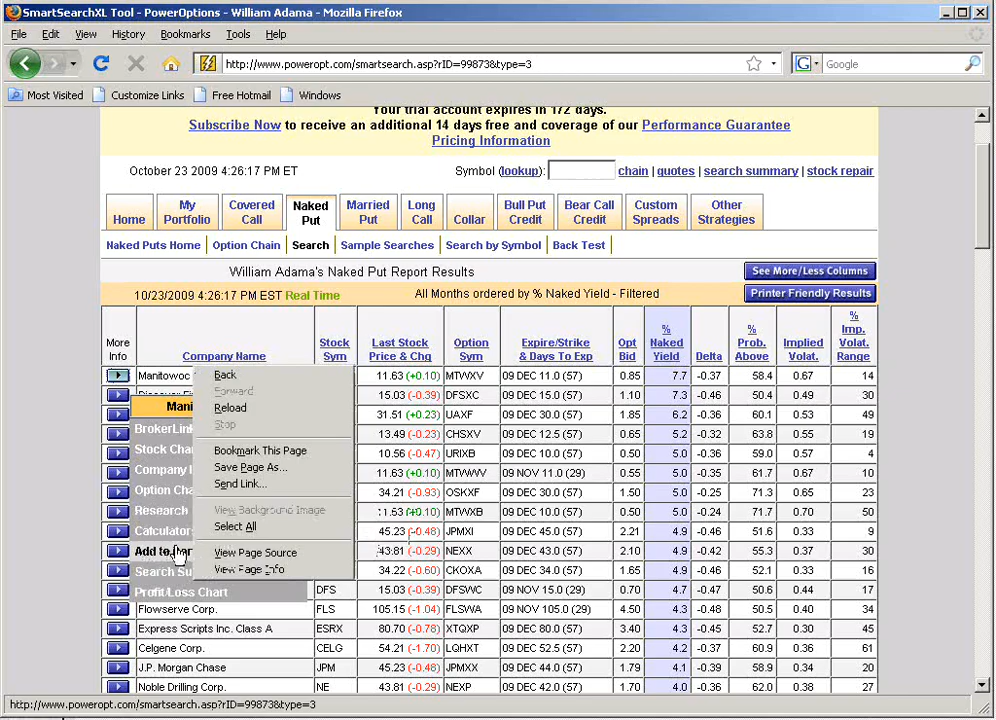 SmartSearchXL Tool - PowerOptions - William Adama - Mozilla Firefox
File Edit View History Bookmarks Tools Help
http://www.poweropt.com/smartsearch.asp?rID=99873&type=3
Google
Most Visited Customize Links Free Hotmail Windows
Your trial account expires in 172 days.
Subscribe Now to receive an additional 14 days free and coverage of our Performance Guarantee
Pricing Information
October 23 2009 4:26:17 PM ET Symbol (lookup): chain | quotes | search summary | stock repair
Home My Portfolio Covered Call Naked Put Married Put Long Call Collar Bull Put Credit Bear Call Credit Custom Spreads Other Strategies
Naked Puts Home | Option Chain | Search | Sample Searches | Search by Symbol | Back Test |
William Adama's Naked Put Report Results See More/Less Columns
10/23/2009 4:26:17 PM EST Real Time All Months ordered by % Naked Yield - Filtered Printer Friendly Results
More Info Company Name Stock Sym Last Stock Price & Chg Option Sym Expire/Strike & Days To Exp Opt Bid % Naked Yield Delta % Prob. Above Implied Volat. % Imp. Volat. Range
Manitowoc 11.63 (+0.10) MTWXV 09 DEC 11.0 (57) 0.85 7.7 -0.37 58.4 0.67 14
15.03 (-0.39) DFSXC 09 DEC 15.0 (57) 1.10 7.3 -0.46 50.4 0.49 30
31.51 (+0.23) UAXF 09 DEC 30.0 (57) 1.85 6.2 -0.36 60.1 0.53 49
13.49 (-0.23) CHSXV 09 DEC 12.5 (57) 0.65 5.2 -0.32 63.8 0.55 19
10.56 (-0.47) URIXB 09 DEC 10.0 (57) 0.50 5.0 -0.33 59.0 0.57 4
11.63 (+0.10) MTWWV 09 NOV 11.0 (29) 0.55 5.0 -0.35 61.7 0.67 10
34.21 (-0.93) OSKXF 09 DEC 30.0 (57) 1.50 5.0 -0.25 71.3 0.65 23
11.53 (+0.10) MTWXB 09 DEC 10.0 (57) 0.50 5.0 -0.24 71.7 0.70 50
45.23 (-0.48) JPMXI 09 DEC 45.0 (57) 2.21 4.9 -0.46 51.6 0.33 9
43.81 (-0.29) NEXX 09 DEC 43.0 (57) 2.10 4.9 -0.42 55.3 0.37 30
34.22 (-0.60) CKOXA 09 DEC 33.0 (57) 1.60 4.9 -0.38 58.1 0.39 16
DFS 15.03 (-0.39) DFSWC 09 NOV 15.0 (29) 0.70 4.7 -0.47 50.6 0.44 17
Flowserve Corp. FLS 105.15 (-1.04) FLSWA 09 NOV 105.0 (29) 4.50 4.3 -0.48 50.5 0.40 34
Express Scripts Inc. Class A ESRX 80.70 (-0.78) XTQXP 09 DEC 80.0 (57) 3.40 4.3 -0.45 52.7 0.30 45
Celgene Corp. CELG 54.21 (-1.70) LQHXT 09 DEC 52.5 (57) 2.20 4.2 -0.37 60.9 0.36 61
J.P. Morgan Chase JPM 45.23 (-0.48) JPMXX 09 DEC 44.0 (57) 1.79 4.1 -0.39 58.9 0.34 20
Noble Drilling Corp. NE 43.81 (-0.29) NEXP 09 DEC 42.0 (57) 1.70 4.0 -0.36 62.0 0.38 27
Mani
BrokerLink
Stock Cha
Company I
Option Cha
Research
Calculator
Add to
Search Su
Profit/Loss Chart
Back
Forward
Reload
Stop
Bookmark This Page
Save Page As...
Send Link...
View Background Image
Select All
View Page Source
View Page Info
http://www.poweropt.com/smartsearch.asp?rID=99873&type=3